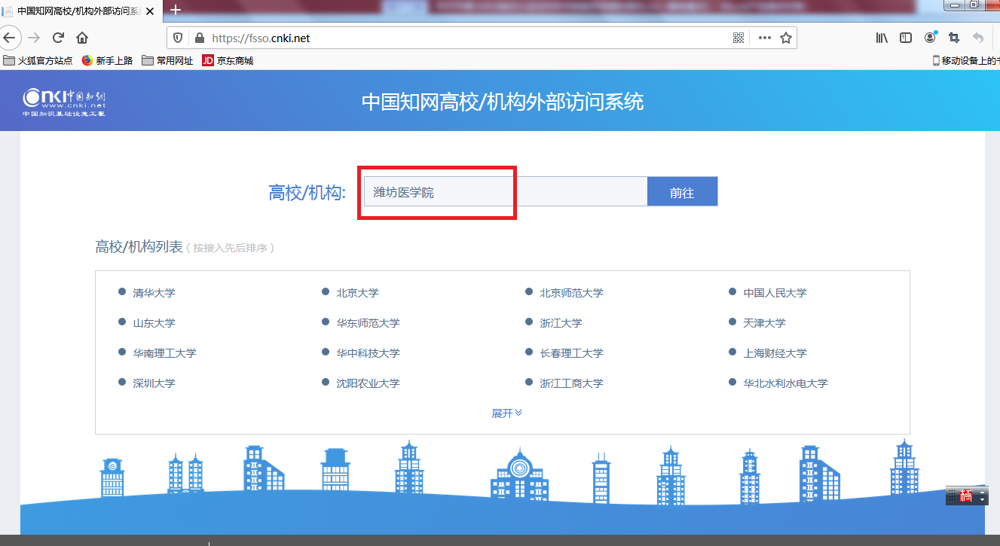 中国知网高校/机构外部访问系
https://fsso.cnki.net
火狐官方站点 新手上路 常用网址 JD 京东商城 移动设备上的书
cnki 中国知网
www.cnki.net
中国知识基础设施工程
中国知网高校/机构外部访问系统
高校/机构: 潍坊医学院 前往
高校/机构列表 ( 按接入先后排序 )
清华大学 北京大学 北京师范大学 中国人民大学
山东大学 华东师范大学 浙江大学 天津大学
华南理工大学 华中科技大学 长春理工大学 上海财经大学
深圳大学 沈阳农业大学 浙江工商大学 华北水利水电大学
展开
極